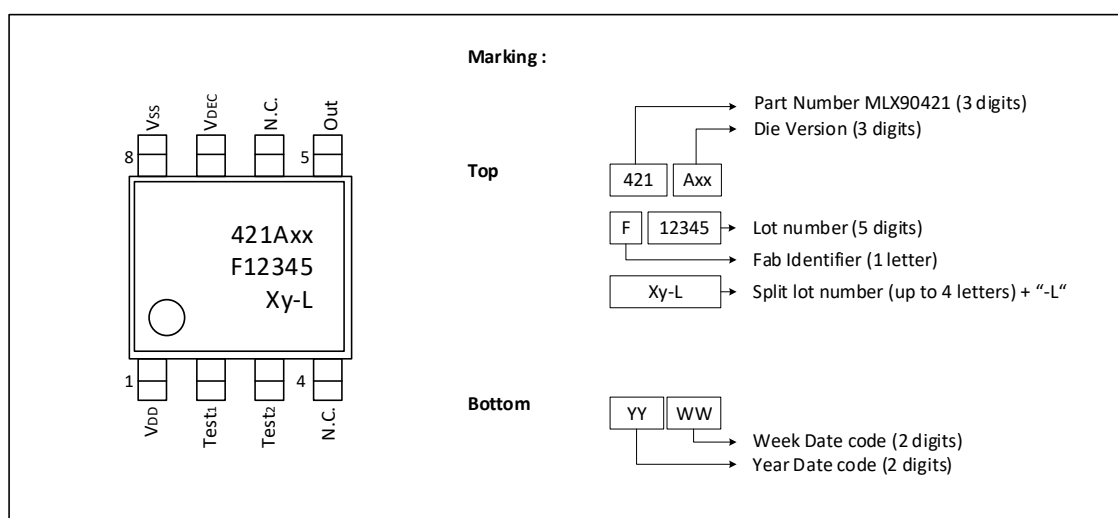 Marking :
VSS
VDEC
N.C.
Out
8
5
421Axx
F12345
Xy-L
1
4
VDD
Test1
Test2
N.C.
Part Number MLX90421 (3 digits)
Die Version (3 digits)
Top
421 Axx
F 12345 Lot number (5 digits)
Fab Identifier (1 letter)
Xy-L Split lot number (up to 4 letters) + “-L“
Bottom
YY WW
Week Date code (2 digits)
Year Date code (2 digits)